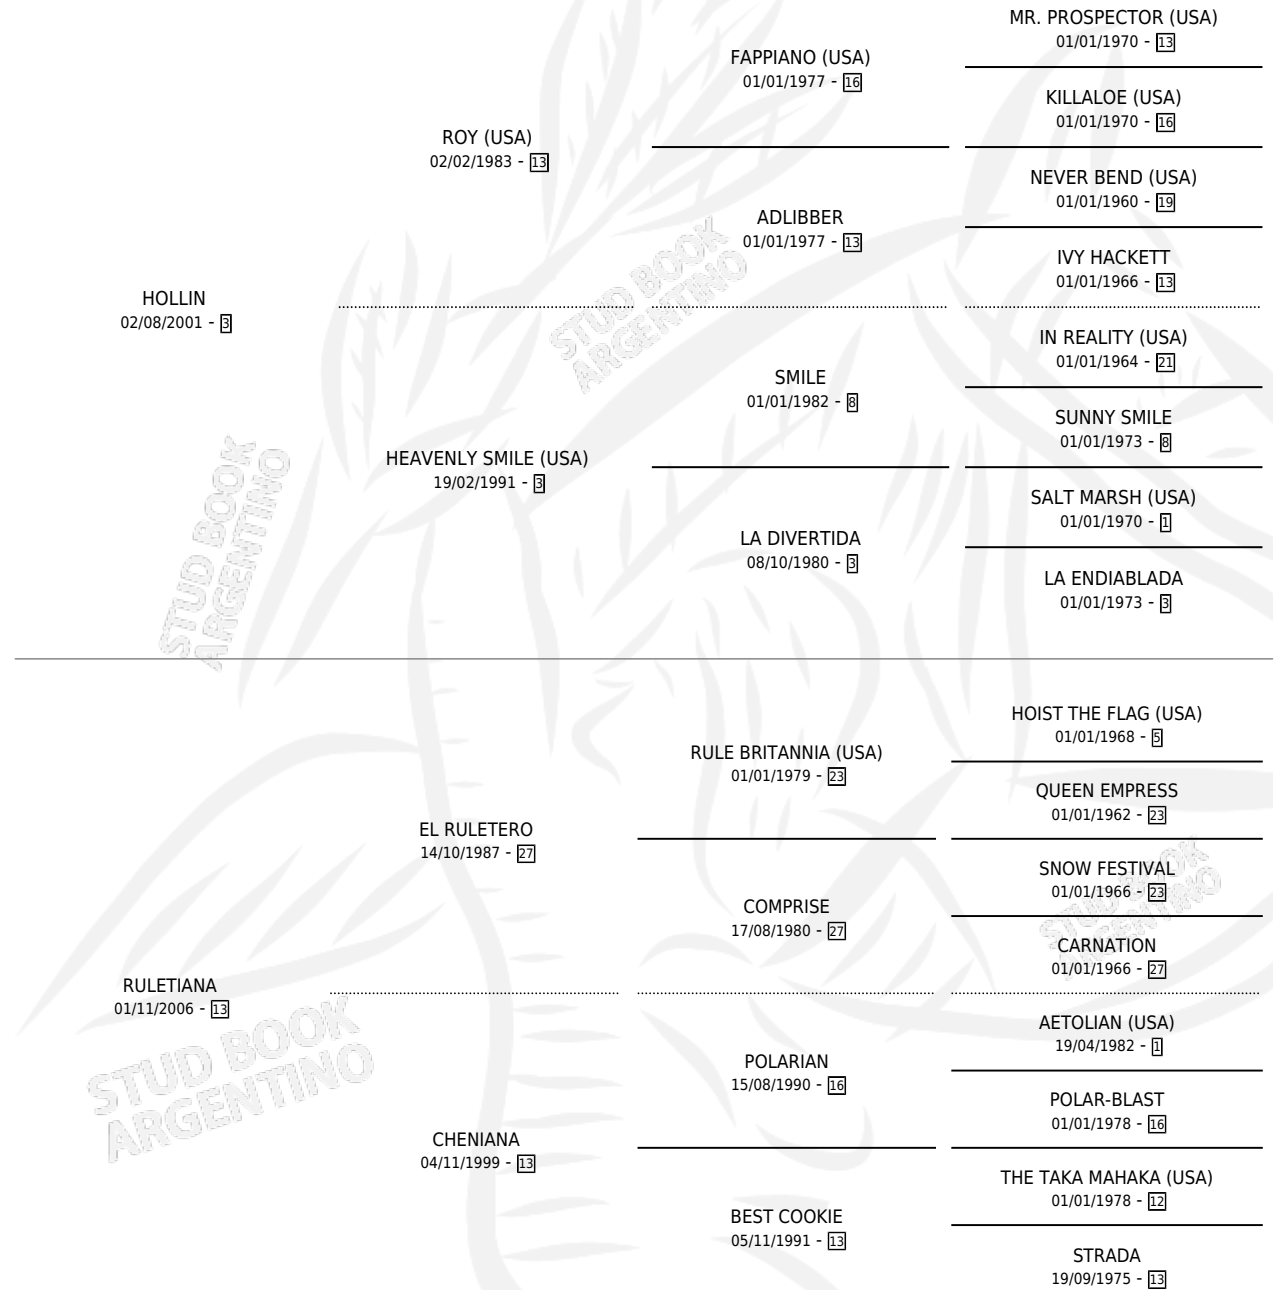 MR. PROSPECTOR (USA)
01/01/1970 - 13
FAPPIANO (USA)
01/01/1977 - 16
KILLALOE (USA)
01/01/1970 - 16
ROY (USA)
02/02/1983 - 13
NEVER BEND (USA)
01/01/1960 - 19
ADLIBBER
01/01/1977 - 13
IVY HACKETT
01/01/1966 - 13
HOLLIN
02/08/2001 - 3
IN REALITY (USA)
01/01/1964 - 21
SMILE
01/01/1982 - 8
SUNNY SMILE
01/01/1973 - 8
HEAVENLY SMILE (USA)
19/02/1991 - 3
SALT MARSH (USA)
01/01/1970 - 1
LA DIVERTIDA
08/10/1980 - 3
LA ENDIABLADA
01/01/1973 - 3
HOIST THE FLAG (USA)
01/01/1968 - 5
RULE BRITANNIA (USA)
01/01/1979 - 23
QUEEN EMPRESS
01/01/1962 - 23
EL RULETERO
14/10/1987 - 27
SNOW FESTIVAL
01/01/1966 - 23
COMPRISE
17/08/1980 - 27
CARNATION
01/01/1966 - 27
RULETIANA
01/11/2006 - 13
AETOLIAN (USA)
19/04/1982 - 1
POLARIAN
15/08/1990 - 16
POLAR-BLAST
01/01/1978 - 16
CHENIANA
04/11/1999 - 13
THE TAKA MAHAKA (USA)
01/01/1978 - 12
BEST COOKIE
05/11/1991 - 13
STRADA
19/09/1975 - 13
STUD BOOK
ARGENTINO
STUD BOOK
ARGENTINO
STUD BOOK
ARGENTINO
STUD BOOK
ARGENTINO